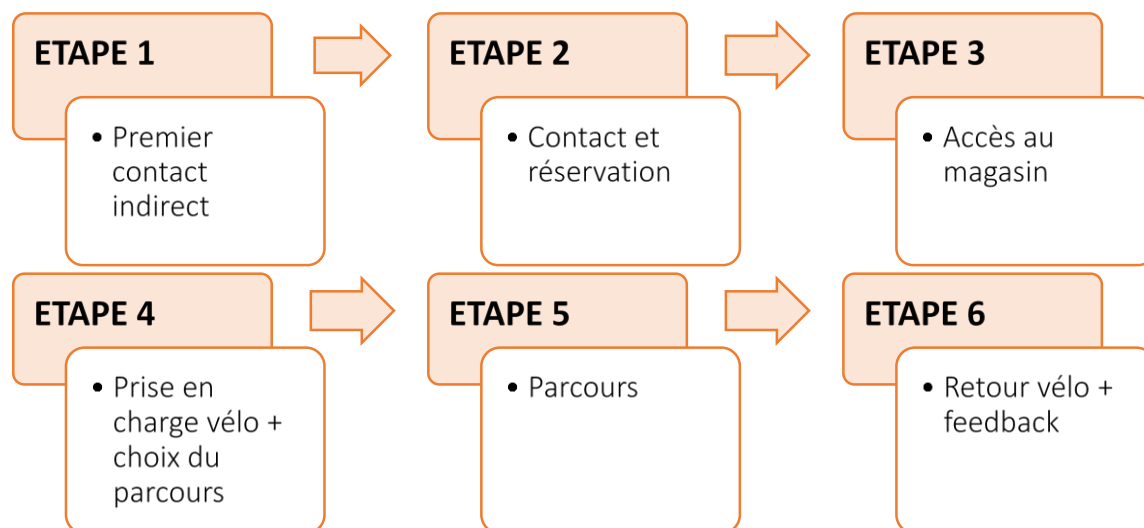 ETAPE 1
• Premier
contact
indirect
ETAPE 2
• Contact et
réservation
ETAPE 3
• Accès au
magasin
ETAPE 4
• Prise en
charge vélo +
choix du
parcours
ETAPE 5
• Parcours
ETAPE 6
• Retour vélo +
feedback